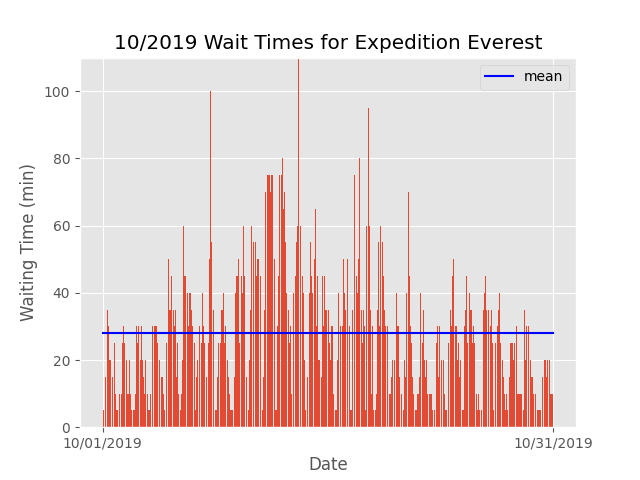 10/2019 Wait Times for Expedition Everest
mean
100
80
60
40
20
0
Waiting Time (min)
10/01/2019
10/31/2019
Date